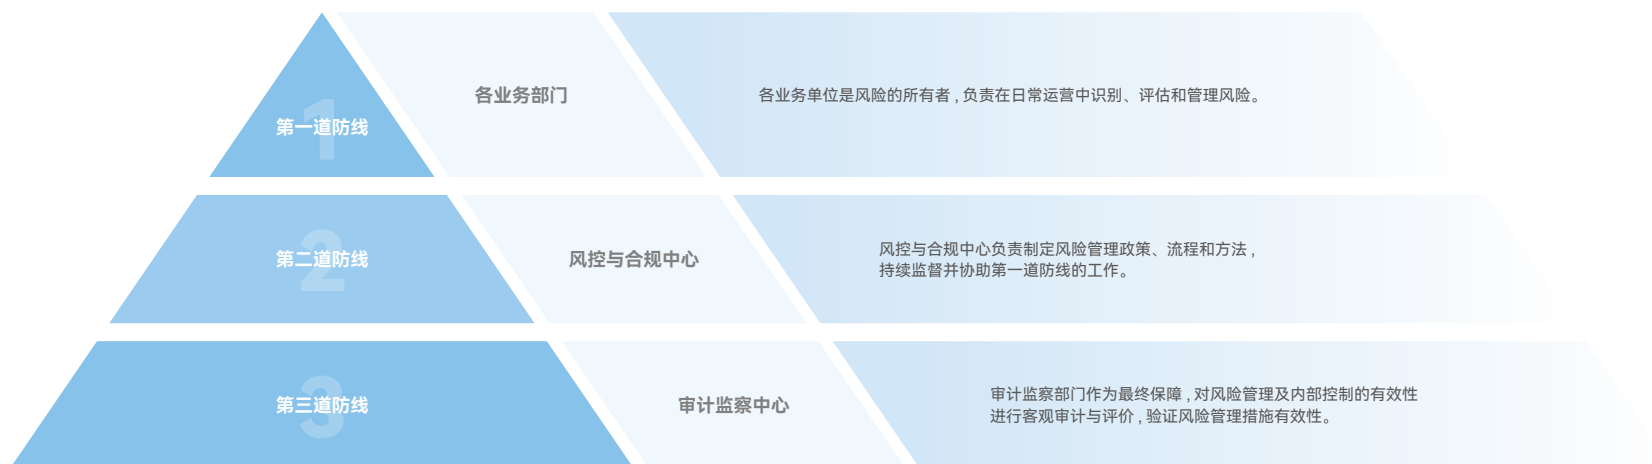 1
第一道防线
各业务部门
各业务单位是风险的所有者,负责在日常运营中识别、评估和管理风险。
2
第二道防线
风控与合规中心
风控与合规中心负责制定风险管理政策、流程和方法,
持续监督并协助第一道防线的工作。
3
第三道防线
审计监察中心
审计监察部门作为最终保障,对风险管理及内部控制的有效性
进行客观审计与评价,验证风险管理措施有效性。